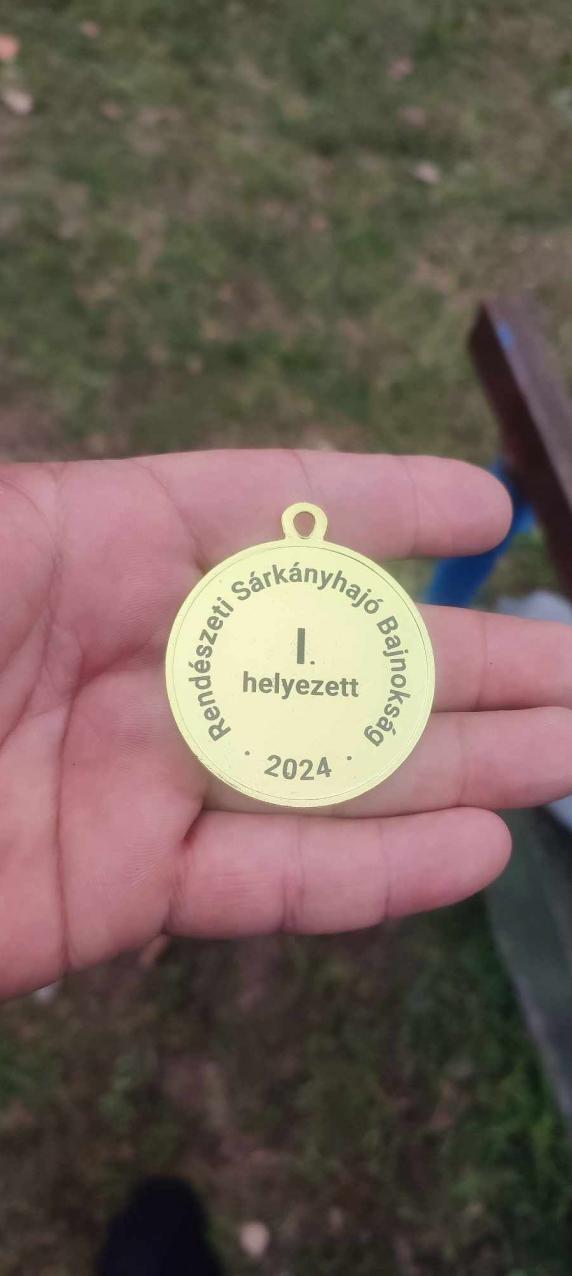 Rendészeti Sárkányhajó Bajnokság
I.
helyezett
· 2024 ·